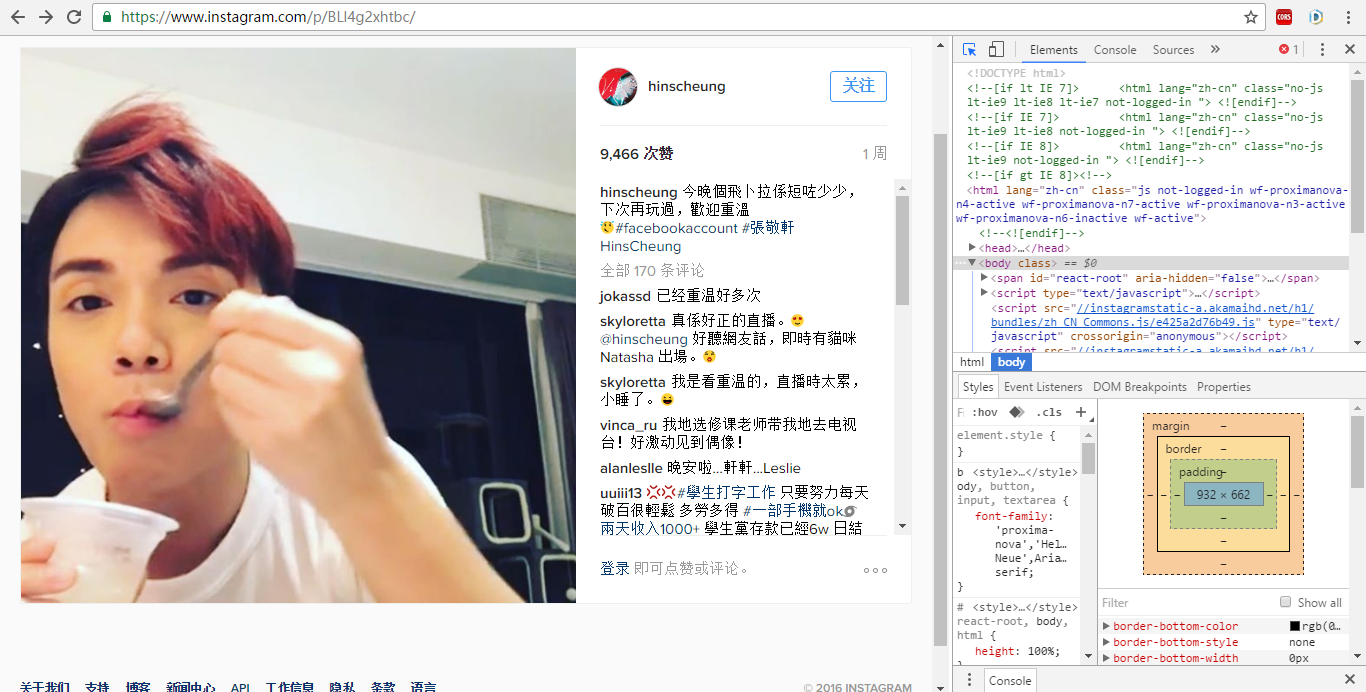 https://www.instagram.com/p/BLI4g2xhtbc/
hinscheung
关注
9,466 次赞
1 周
hinscheung 今晚個飛卜拉係短咗少少，
下次再玩過，歡迎重溫
😋#facebookaccount #張敬軒
HinsCheung
全部 170 条评论
jokassd 已经重温好多次
skyloretta 真係好正的直播。😍
@hinscheung 好聽網友話，即時有貓咪
Natasha 出場。😲
skyloretta 我是看重温的，直播時太累，
小睡了。😆
vinca_ru 我地选修课老师带我地去电视
台！好激动见到偶像！
alanleslle 晚安啦...軒軒...Leslie
uuiii13 💢💢#學生打字工作 只要努力每天
破百很輕鬆 多勞多得 #一部手機就ok🌀
兩天收入1000+ 學生黨存款已經6w 日結
登录 即可点赞或评论。
关于我们 支持 博客 新闻中心 API 工作信息 隐私 条款 语言
© 2016 INSTAGRAM
Elements Console Sources » 1
<!DOCTYPE html>
<!--[if lt IE 7]> <html lang="zh-cn" class="no-js
lt-ie9 lt-ie8 lt-ie7 not-logged-in "> <![endif]-->
<!--[if IE 7]> <html lang="zh-cn" class="no-js
lt-ie9 lt-ie8 not-logged-in "> <![endif]-->
<!--[if IE 8]> <html lang="zh-cn" class="no-js
lt-ie9 not-logged-in "> <![endif]-->
<!--[if gt IE 8]><!-->
<html lang="zh-cn" class="js not-logged-in wf-proximanova-
n4-active wf-proximanova-n7-active wf-proximanova-n3-active
wf-proximanova-n6-inactive wf-active">
<!--<![endif]-->
<head>…</head>
<body class> == $0
<span id="react-root" aria-hidden="false">…</span>
<script type="text/javascript">…</script>
<script src="//instagramstatic-a.akamaihd.net/h1/
bundles/zh_CN_Commons.js/e425a2d76b49.js" type="text/
javascript" crossorigin="anonymous"></script>
<script src="//instagramstatic-a.akamaihd.net/h1/
html body
Styles Event Listeners DOM Breakpoints Properties
:hov .cls +
element.style {
}
b <style>…</style>
ody, button,
input, textarea {
font-family:
'proxima-
nova','Hel…
Neue',Aria…
serif;
}
# <style>…</style>
react-root, body,
html {
height: 100%;
margin –
border –
padding –
– – – 932 × 662 – – –
–
–
–
Filter Show all
border-bottom-color rgb(0…
border-bottom-style none
border-bottom-width 0px
Console